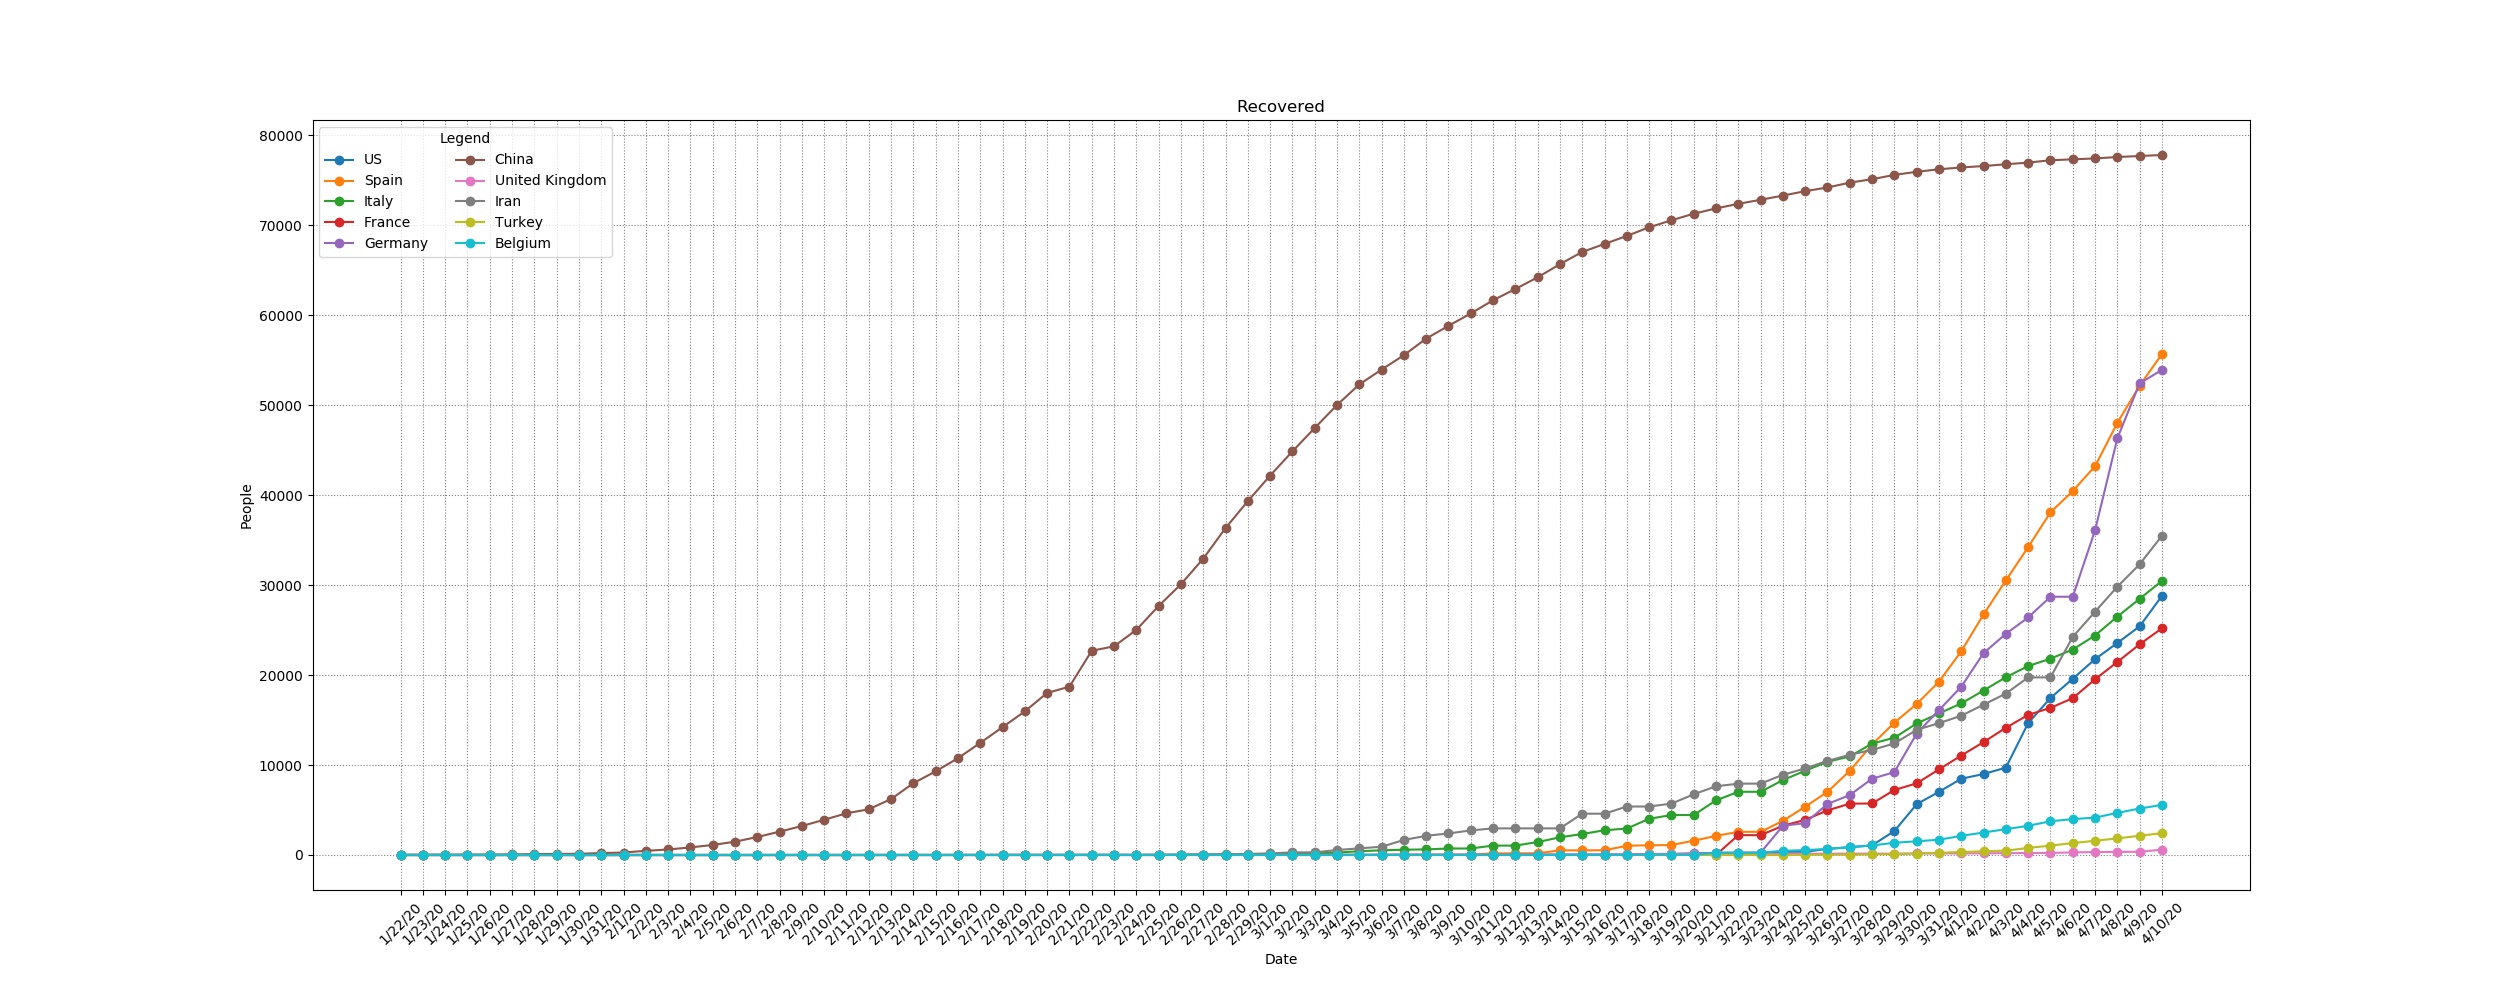 Recovered
Legend
US
Spain
Italy
France
Germany
China
United Kingdom
Iran
Turkey
Belgium
People
80000
70000
60000
50000
40000
30000
20000
10000
0
1/22/20 1/23/20 1/24/20 1/25/20 1/26/20 1/27/20 1/28/20 1/29/20 1/30/20 1/31/20 2/1/20 2/2/20 2/3/20 2/4/20 2/5/20 2/6/20 2/7/20 2/8/20 2/9/20 2/10/20 2/11/20 2/12/20 2/13/20 2/14/20 2/15/20 2/16/20 2/17/20 2/18/20 2/19/20 2/20/20 2/21/20 2/22/20 2/23/20 2/24/20 2/25/20 2/26/20 2/27/20 2/28/20 2/29/20 3/1/20 3/2/20 3/3/20 3/4/20 3/5/20 3/6/20 3/7/20 3/8/20 3/9/20 3/10/20 3/11/20 3/12/20 3/13/20 3/14/20 3/15/20 3/16/20 3/17/20 3/18/20 3/19/20 3/20/20 3/21/20 3/22/20 3/23/20 3/24/20 3/25/20 3/26/20 3/27/20 3/28/20 3/29/20 3/30/20 3/31/20 4/1/20 4/2/20 4/3/20 4/4/20 4/5/20 4/6/20 4/7/20 4/8/20 4/9/20 4/10/20
Date